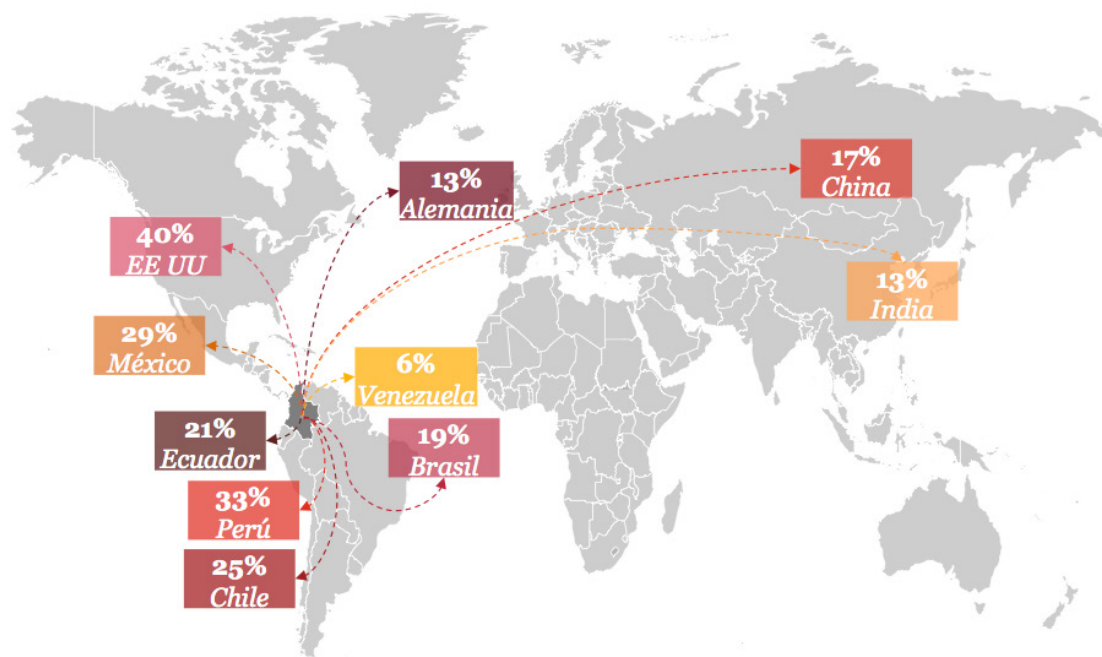 17%
China
13%
Alemania
40%
EE UU
13%
India
29%
México
6%
Venezuela
21%
Ecuador
19%
Brasil
33%
Perú
25%
Chile